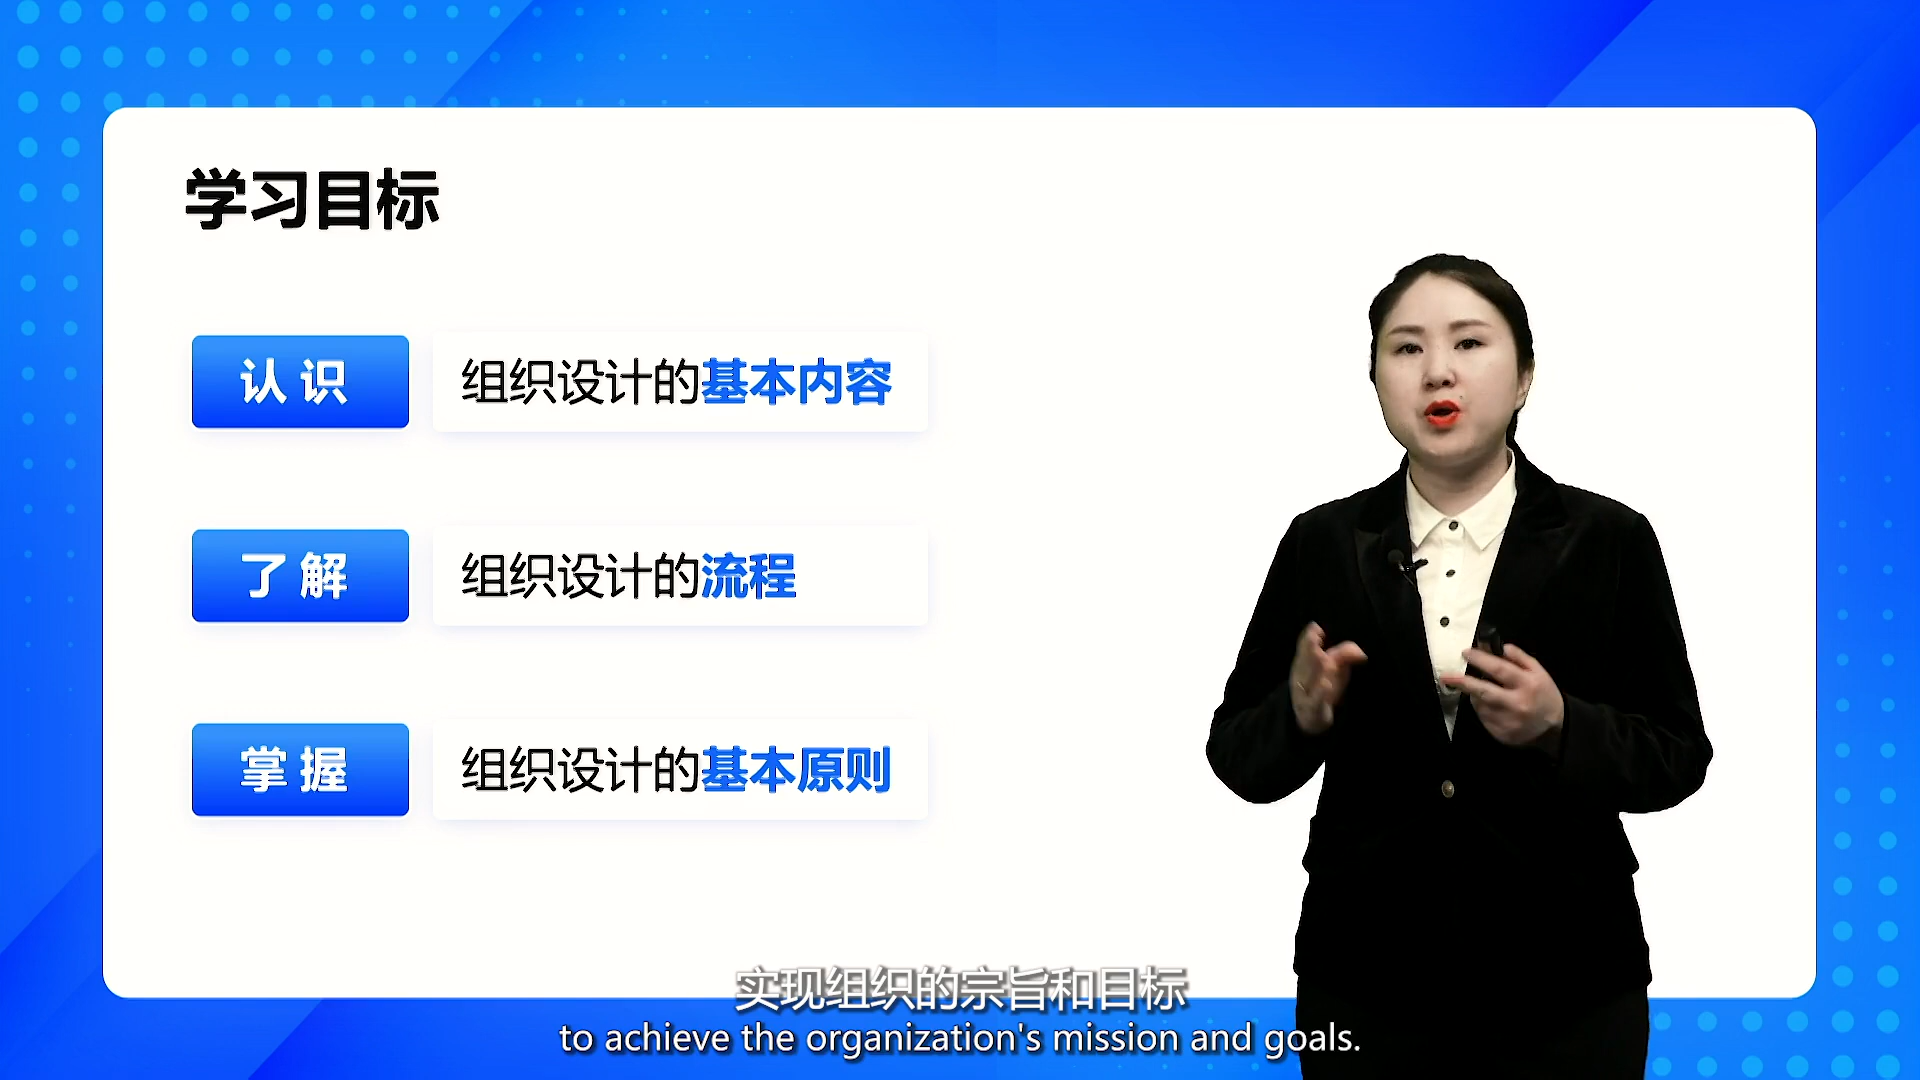 学习目标
认识
组织设计的基本内容
了解
组织设计的流程
掌握
组织设计的基本原则
实现组织的宗旨和目标
to achieve the organization's mission and goals.